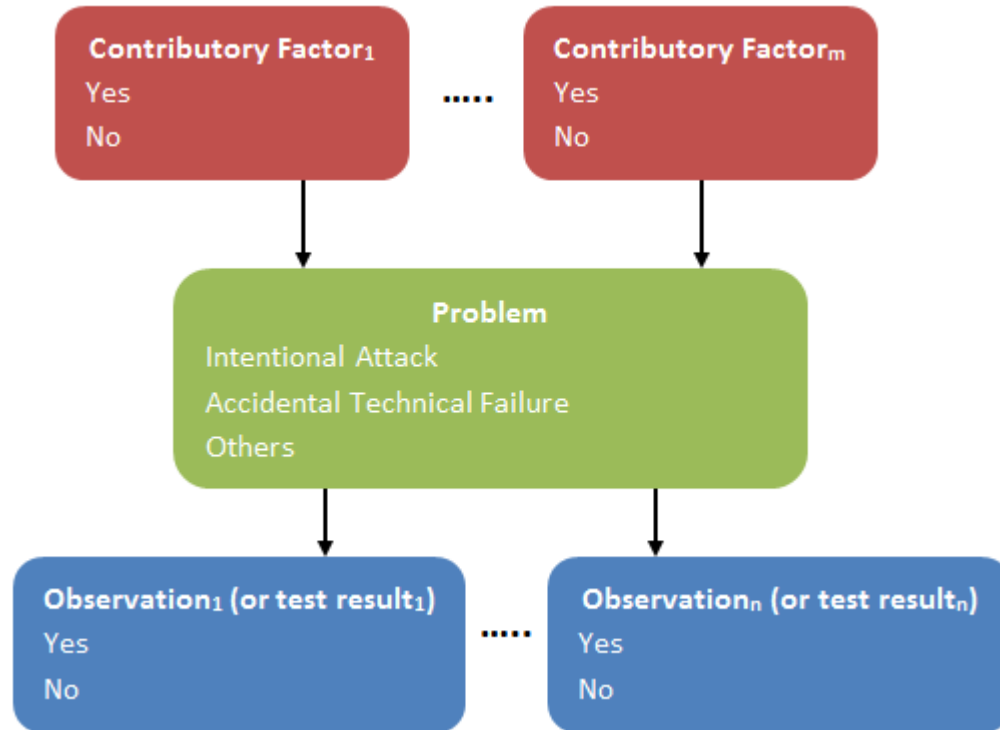 Contributory Factor₁
Yes
No
.....
Contributory Factorₘ
Yes
No
Problem
Intentional Attack
Accidental Technical Failure
Others
Observation₁ (or test result₁)
Yes
No
.....
Observationₙ (or test resultₙ)
Yes
No